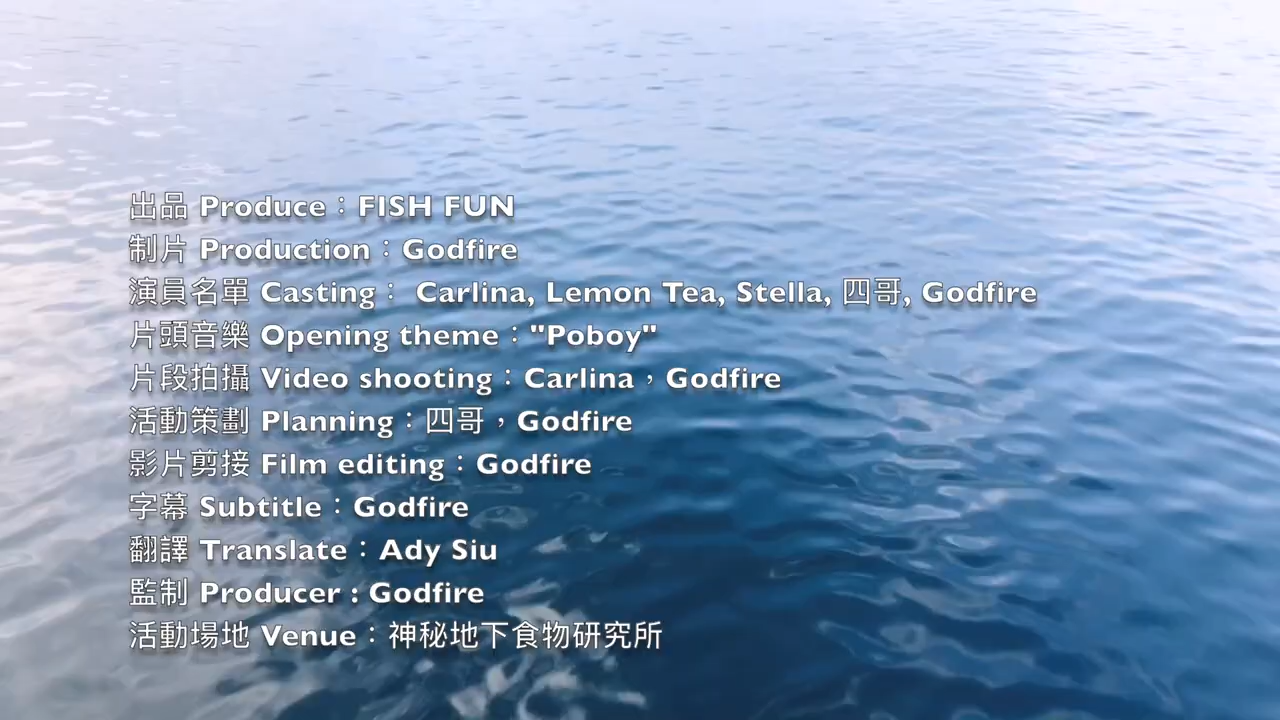 出品 Produce：FISH FUN
制片 Production：Godfire
演員名單 Casting： Carlina, Lemon Tea, Stella, 四哥, Godfire
片頭音樂 Opening theme："Poboy"
片段拍攝 Video shooting：Carlina，Godfire
活動策劃 Planning：四哥，Godfire
影片剪接 Film editing：Godfire
字幕 Subtitle：Godfire
翻譯 Translate：Ady Siu
監制 Producer : Godfire
活動場地 Venue：神秘地下食物研究所